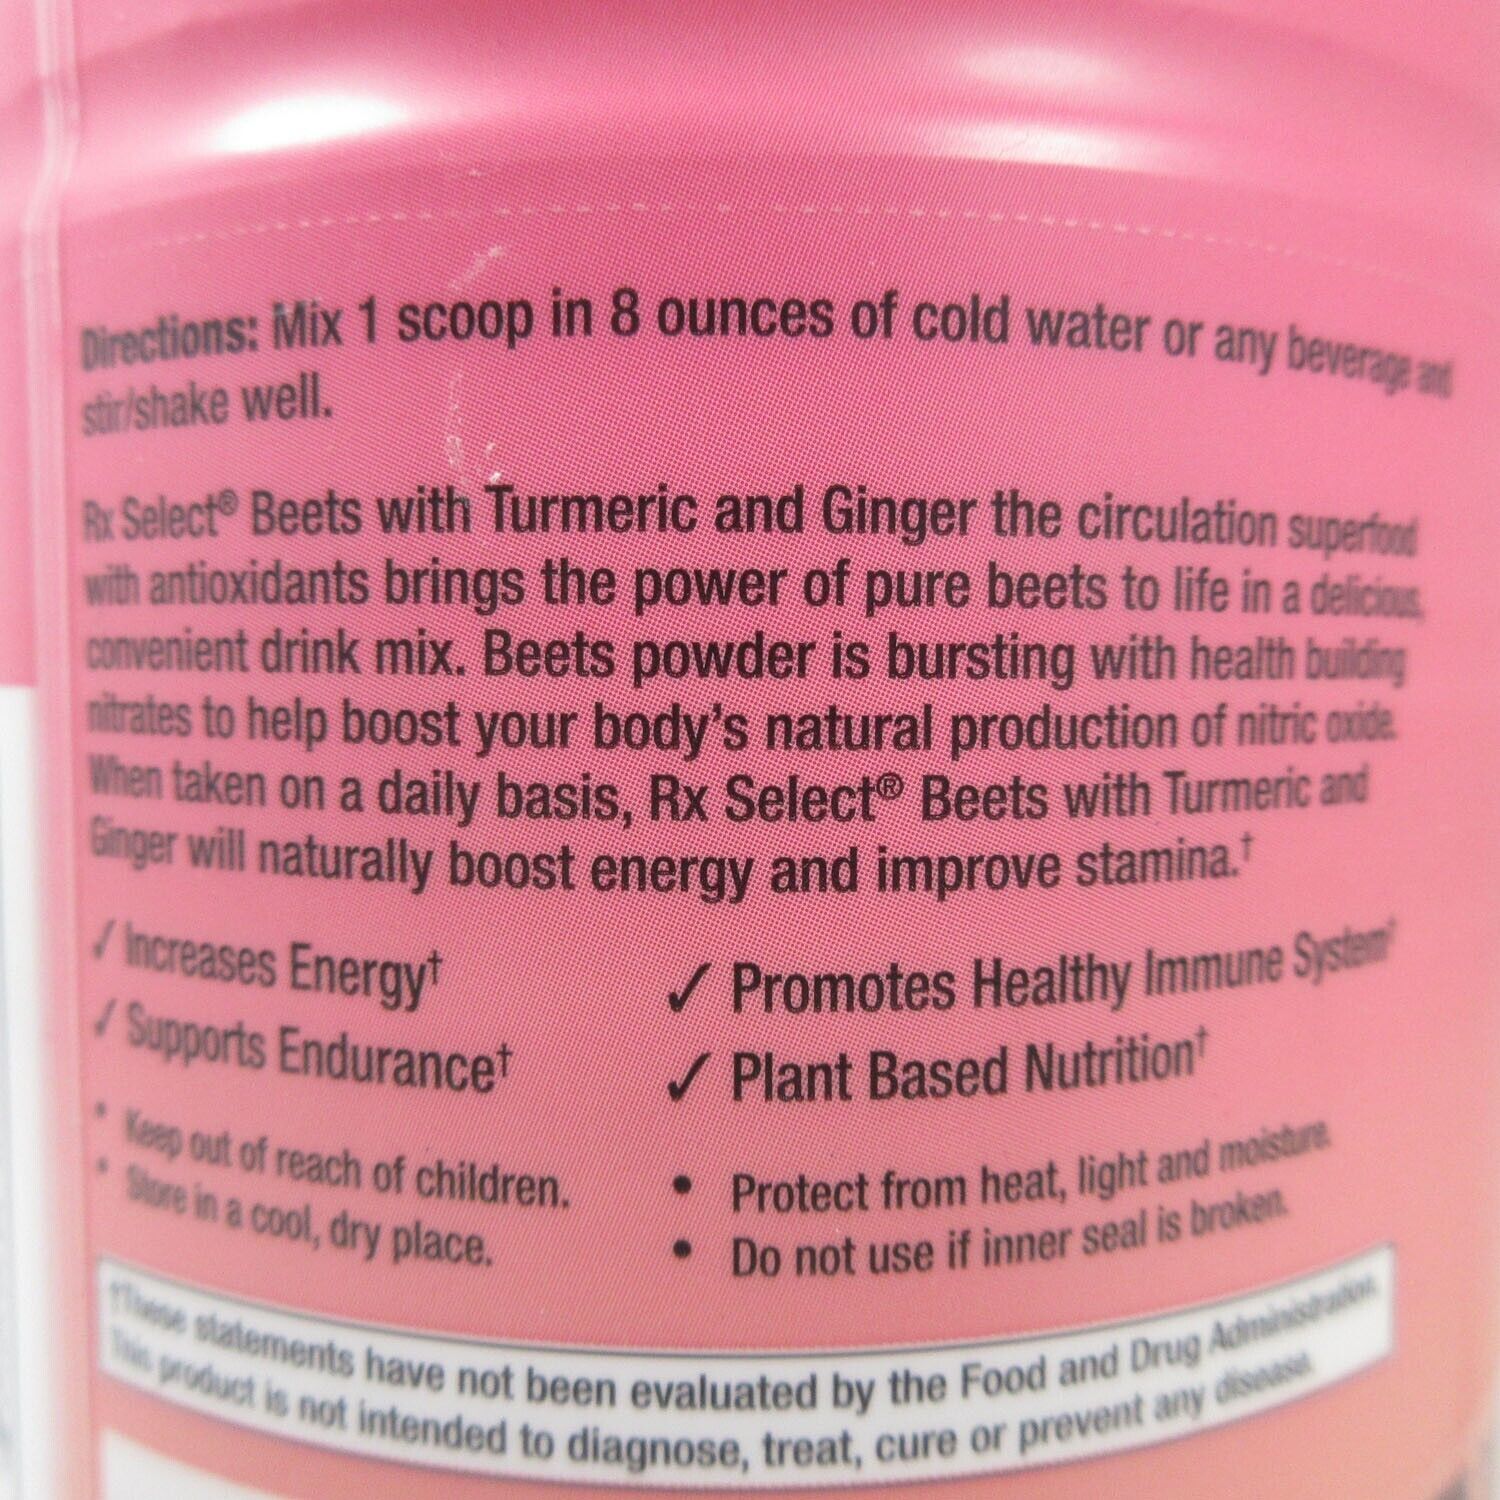 Directions: Mix 1 scoop in 8 ounces of cold water or any beverage and
stir/shake well.
Rx Select® Beets with Turmeric and Ginger the circulation superfood
with antioxidants brings the power of pure beets to life in a delicious,
convenient drink mix. Beets powder is bursting with health building
nitrates to help boost your body's natural production of nitric oxide.
When taken on a daily basis, Rx Select® Beets with Turmeric and
Ginger will naturally boost energy and improve stamina.†
✓ Increases Energy†
✓ Supports Endurance†
✓ Promotes Healthy Immune System†
✓ Plant Based Nutrition†
• Keep out of reach of children.
• Store in a cool, dry place.
• Protect from heat, light and moisture.
• Do not use if inner seal is broken.
†These statements have not been evaluated by the Food and Drug Administration.
This product is not intended to diagnose, treat, cure or prevent any disease.